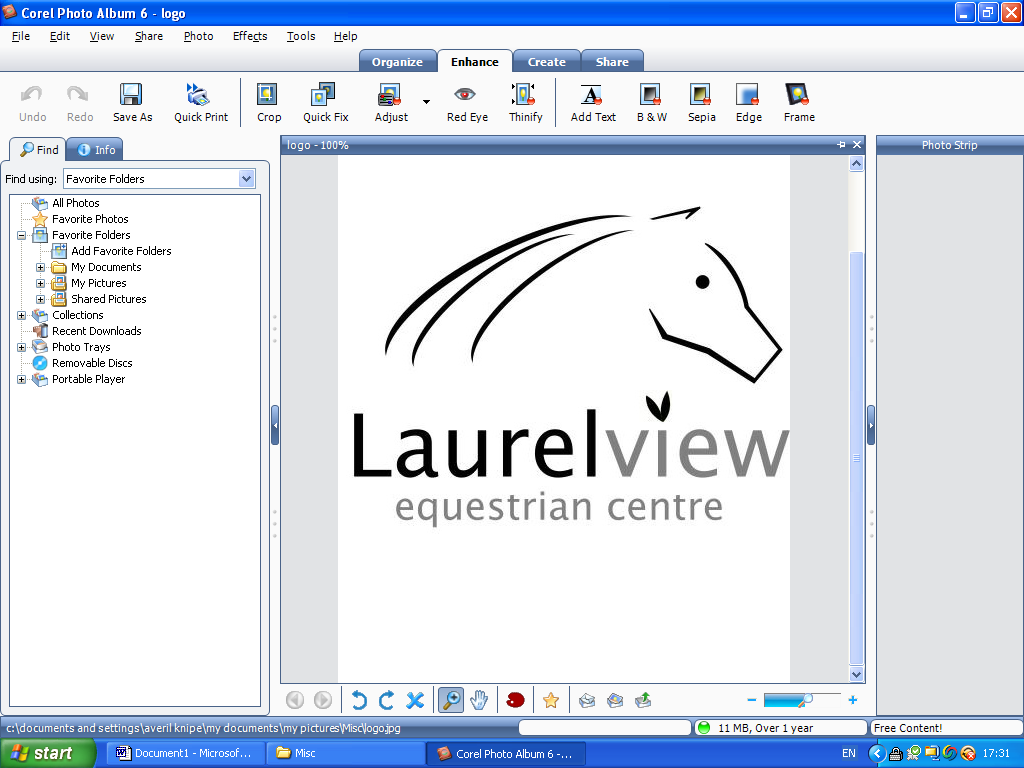 Corel Photo Album 6 - logo
File Edit View Share Photo Effects Tools Help
Organize Enhance Create Share
Undo Redo Save As Quick Print Crop Quick Fix Adjust Red Eye Thinify Add Text B & W Sepia Edge Frame
Find Info
logo - 100%
Photo Strip
Find using: Favorite Folders
All Photos
Favorite Photos
Favorite Folders
Add Favorite Folders
My Documents
My Pictures
Shared Pictures
Collections
Recent Downloads
Photo Trays
Removable Discs
Portable Player
Laurelview
equestrian centre
c:\documents and settings\averil knipe\my documents\my pictures\Misc\logo.jpg
11 MB, Over 1 year
Free Content!
start Document1 - Microsof... Misc Corel Photo Album 6 -... EN 17:31